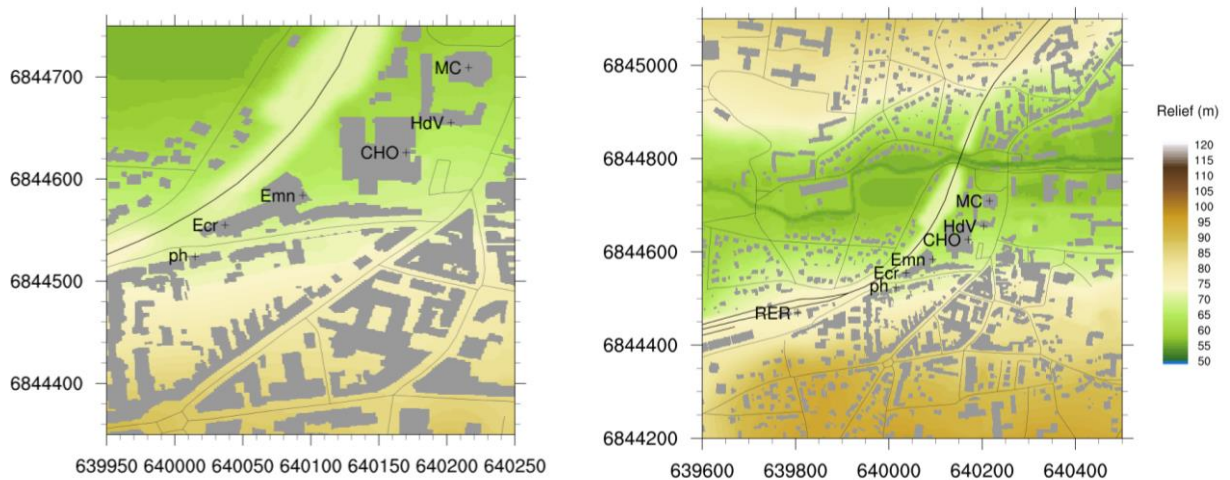 6844700
6844600
6844500
6844400
MC
HdV
CHO
Emn
Ecr
ph
639950 640000 640050 640100 640150 640200 640250
6845000
6844800
6844600
6844400
6844200
MC
HdV
CHO
Emn
Ecr
ph
RER
639600 639800 640000 640200 640400
Relief (m)
120
115
110
105
100
95
90
85
80
75
70
65
60
55
50